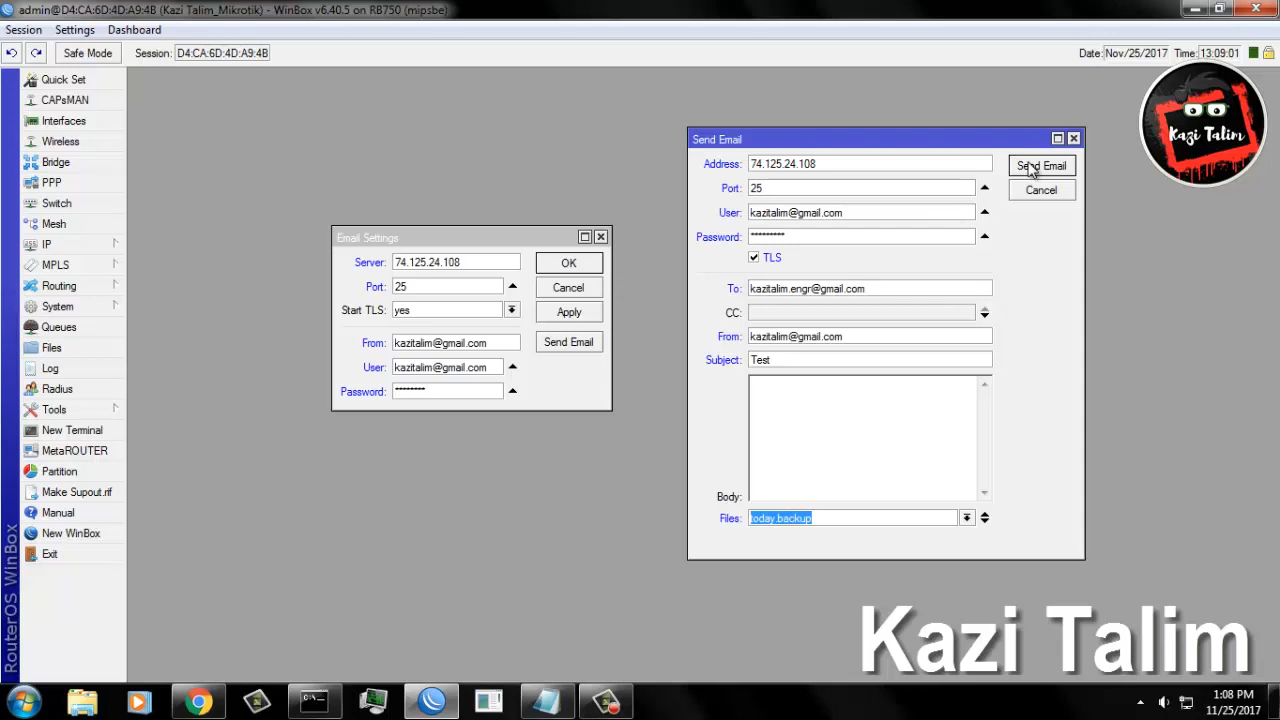 admin@D4:CA:6D:4D:A9:4B (Kazi Talim_Mikrotik) - WinBox v6.40.5 on RB750 (mipsbe)
Session Settings Dashboard
Safe Mode Session: D4:CA:6D:4D:A9:4B Date: Nov/25/2017 Time: 13:09:01
Quick Set
CAPsMAN
Interfaces
Wireless
Bridge
PPP
Switch
Mesh
IP
MPLS
Routing
System
Queues
Files
Log
Radius
Tools
New Terminal
MetaROUTER
Partition
Make Supout.rif
Manual
New WinBox
Exit
RouterOS WinBox
Email Settings
Server: 74.125.24.108 OK
Port: 25 Cancel
Start TLS: yes Apply
From: kazitalim@gmail.com Send Email
User: kazitalim@gmail.com
Password: ********
Send Email
Address: 74.125.24.108 Send Email
Port: 25 Cancel
User: kazitalim@gmail.com
Password: *********
TLS
To: kazitalim.engr@gmail.com
CC:
From: kazitalim@gmail.com
Subject: Test
Body:
Files: today.backup
Kazi Talim
Kazi Talim
1:08 PM
11/25/2017